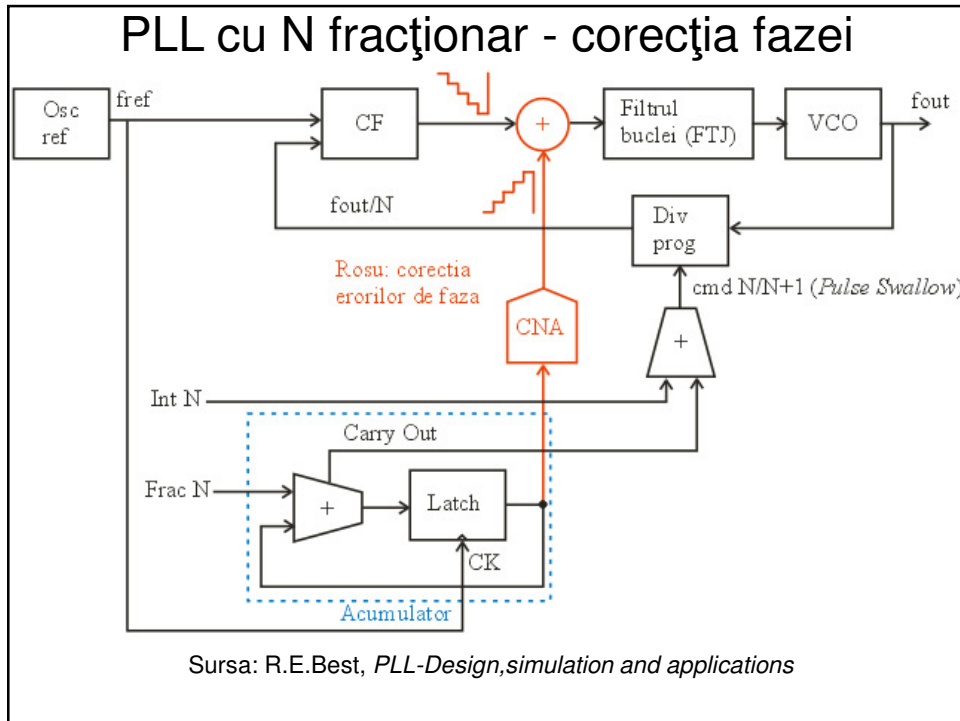 PLL cu N fracţionar - corecţia fazei
Osc
ref
fref
CF
+
Filtrul
buclei (FTJ)
VCO
fout
fout/N
Div
prog
Rosu: corectia
erorilor de faza
cmd N/N+1 (Pulse Swallow)
CNA
+
Int N
Carry Out
Frac N
+
Latch
CK
Acumulator
Sursa: R.E.Best, PLL-Design,simulation and applications